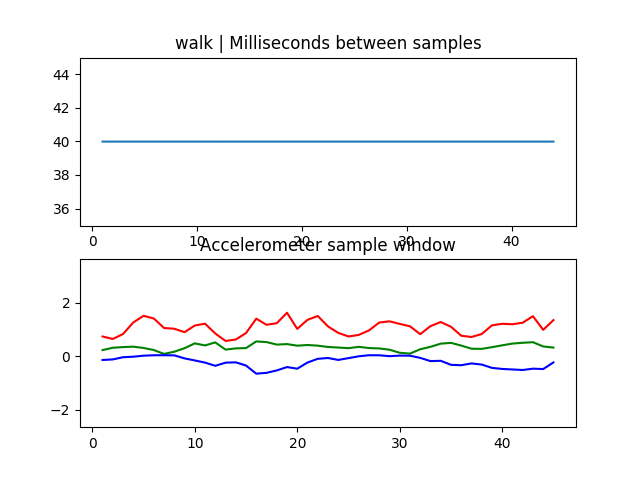 walk | Milliseconds between samples
44
42
40
38
36
0 10 20 30 40
Accelerometer sample window
2
0
−2
0 10 20 30 40